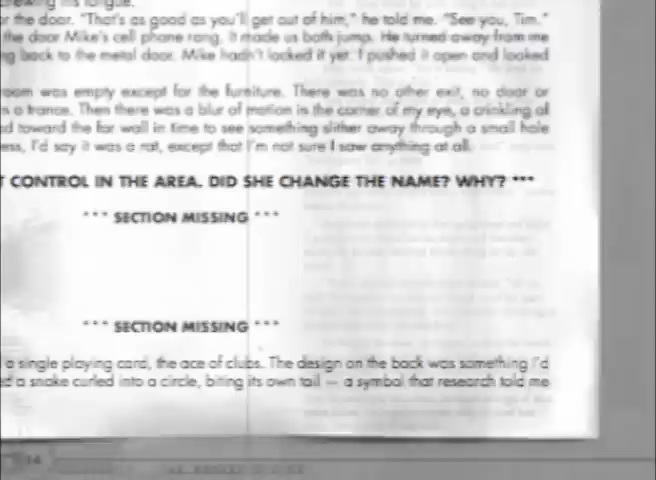 or the door. "That's as good as you'll get out of him," he told me. "See you, Tim."
the door Mike's cell phone rang. It made us both jump. He turned away from me
ng back to the metal door. Mike hadn't locked it yet. I pushed it open and looked
oom was empty except for the furniture. There was no other exit, no door or
n a trance. Then there was a blur of motion in the corner of my eye, a crinkling of
d toward the far wall in time to see something slither away through a small hole
ess, I'd say it was a rat, except that I'm not sure I saw anything at all.
T CONTROL IN THE AREA. DID SHE CHANGE THE NAME? WHY? ***
*** SECTION MISSING ***
*** SECTION MISSING ***
a single playing card, the ace of clubs. The design on the back was something I'd
ed a snake curled into a circle, biting its own tail — a symbol that research told me